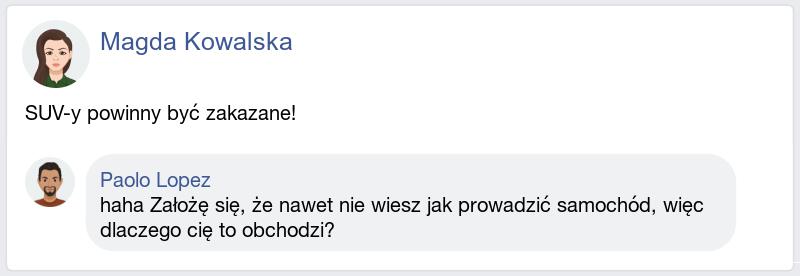 Magda Kowalska
SUV-y powinny być zakazane!
Paolo Lopez
haha Założę się, że nawet nie wiesz jak prowadzić samochód, więc
dlaczego cię to obchodzi?